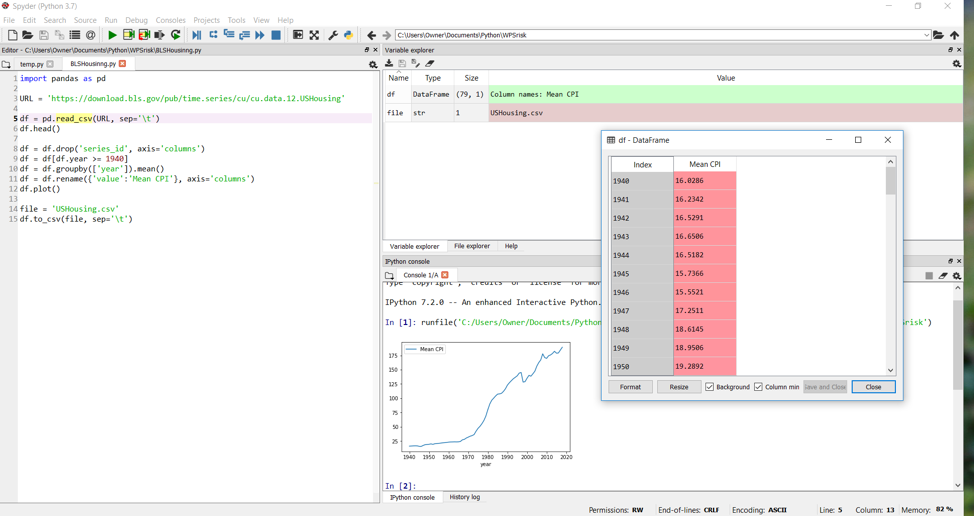 Spyder (Python 3.7)
File Edit Search Source Run Debug Consoles Projects Tools View Help
C:\Users\Owner\Documents\Python\WPSrisk
Editor - C:\Users\Owner\Documents\Python\WPSrisk\BLSHousinng.py
temp.py
BLSHousinng.py
1 import pandas as pd
2
3 URL = 'https://download.bls.gov/pub/time.series/cu/cu.data.12.USHousing'
4
5 df = pd.read_csv(URL, sep='\t')
6 df.head()
7
8 df = df.drop('series_id', axis='columns')
9 df = df[df.year >= 1940]
10 df = df.groupby(['year']).mean()
11 df = df.rename({'value':'Mean CPI'}, axis='columns')
12 df.plot()
13
14 file = 'USHousing.csv'
15 df.to_csv(file, sep='\t')
Variable explorer
Name Type Size Value
df DataFrame (79, 1) Column names: Mean CPI
file str 1 USHousing.csv
Variable explorer File explorer Help
df - DataFrame
Index Mean CPI
1940 16.0286
1941 16.2342
1942 16.5291
1943 16.6506
1944 16.5182
1945 15.7366
1946 15.5521
1947 17.2511
1948 18.6145
1949 18.9506
1950 19.2892
Format Resize Background Column min Close
IPython console
Console 1/A
Type "copyright", "credits" or "license" for
IPython 7.2.0 -- An enhanced Interactive Python.
In [1]: runfile('C:/Users/Owner/Documents/Python risk')
Mean CPI
175
150
125
100
75
50
25
1940 1950 1960 1970 1980 1990 2000 2010 2020
year
In [2]:
IPython console History log
Permissions: RW End-of-lines: CRLF Encoding: ASCII Line: 5 Column: 13 Memory: 82 %